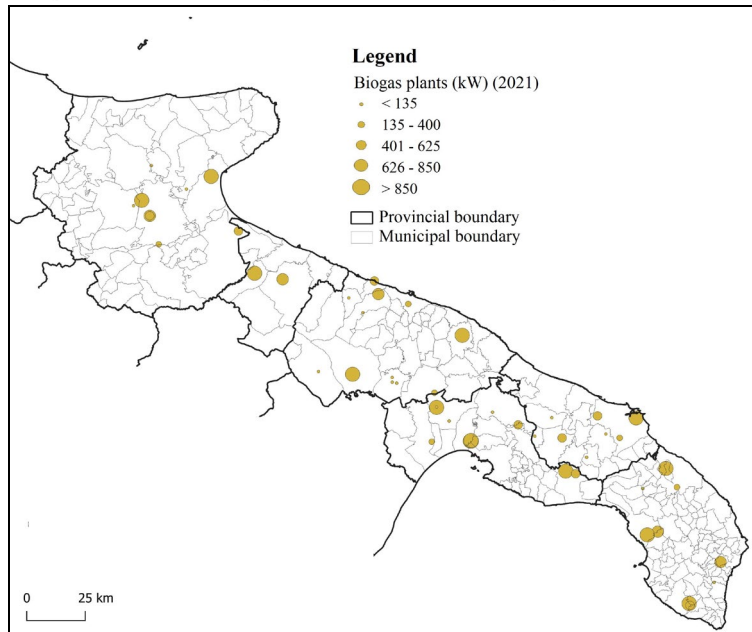 Legend
Biogas plants (kW) (2021)
< 135
135 - 400
401 - 625
626 - 850
> 850
Provincial boundary
Municipal boundary
0 25 km